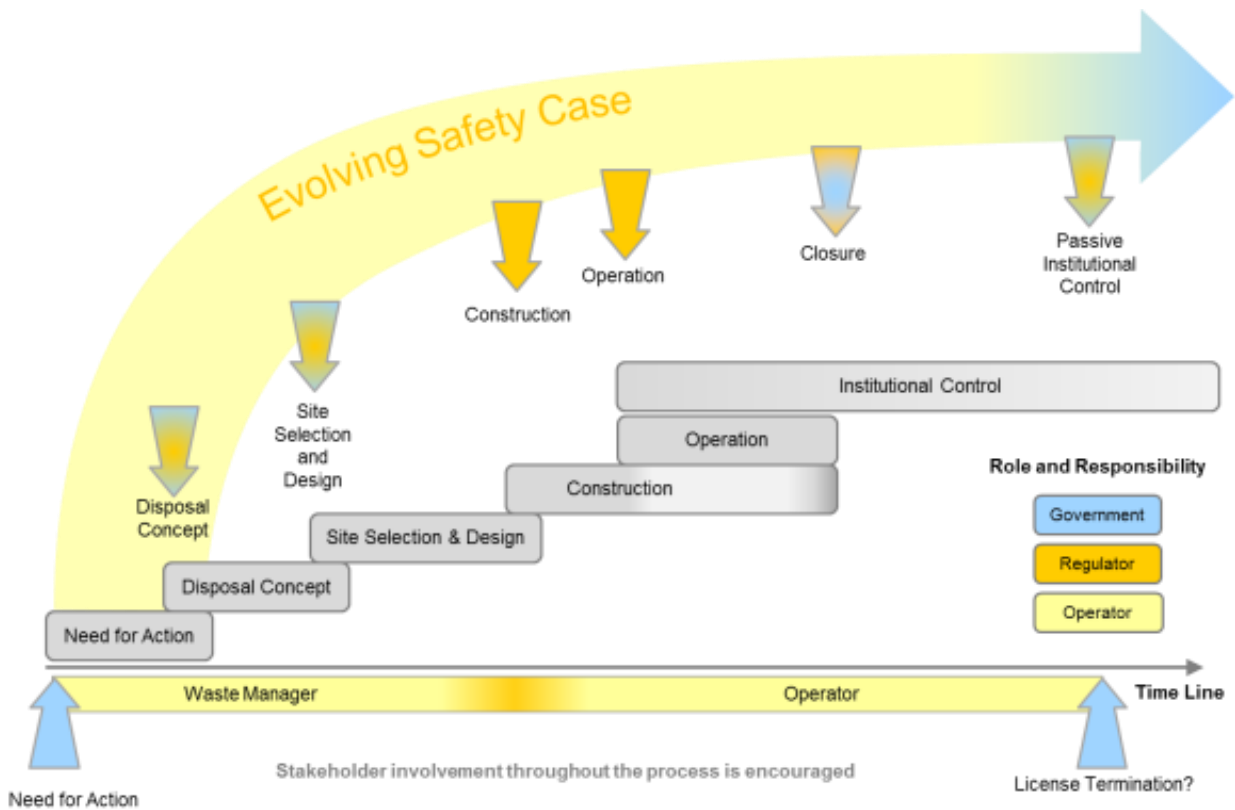 Evolving Safety Case
Disposal
Concept
Site
Selection
and
Design
Construction
Operation
Closure
Passive
Institutional
Control
Institutional Control
Operation
Construction
Site Selection & Design
Disposal Concept
Need for Action
Role and Responsibility
Government
Regulator
Operator
Waste Manager
Operator
Time Line
Need for Action
Stakeholder involvement throughout the process is encouraged
License Termination?